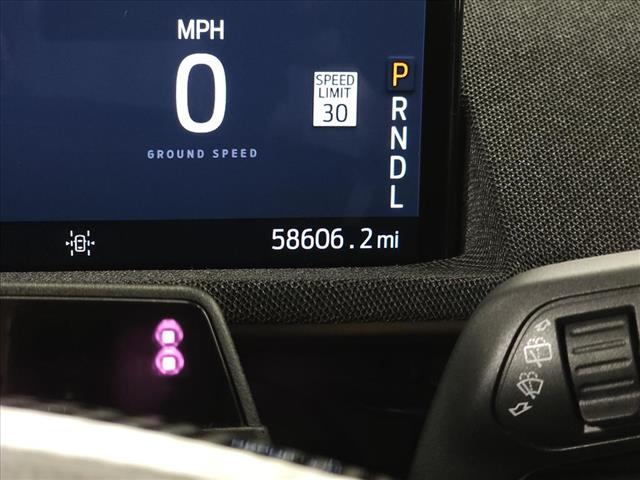 MPH
0
GROUND SPEED
SPEED
LIMIT
30
P
R
N
D
L
58606.2 mi